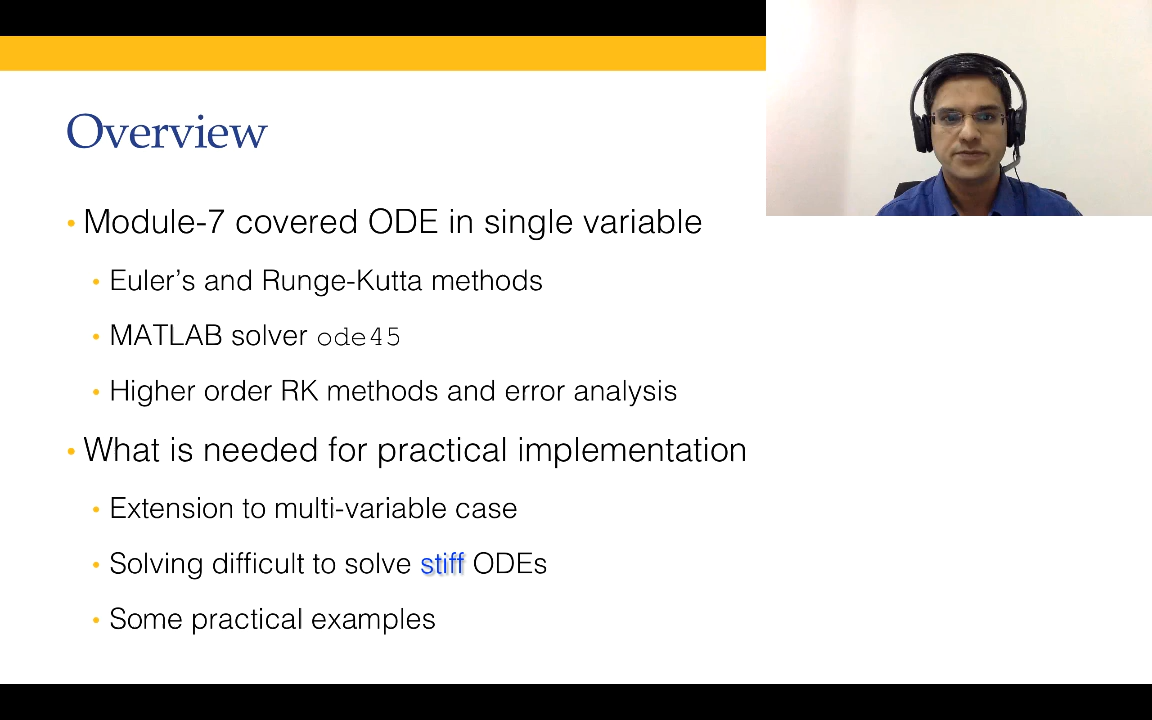 Overview
• Module-7 covered ODE in single variable
• Euler’s and Runge-Kutta methods
• MATLAB solver ode45
• Higher order RK methods and error analysis
• What is needed for practical implementation
• Extension to multi-variable case
• Solving difficult to solve stiff ODEs
• Some practical examples